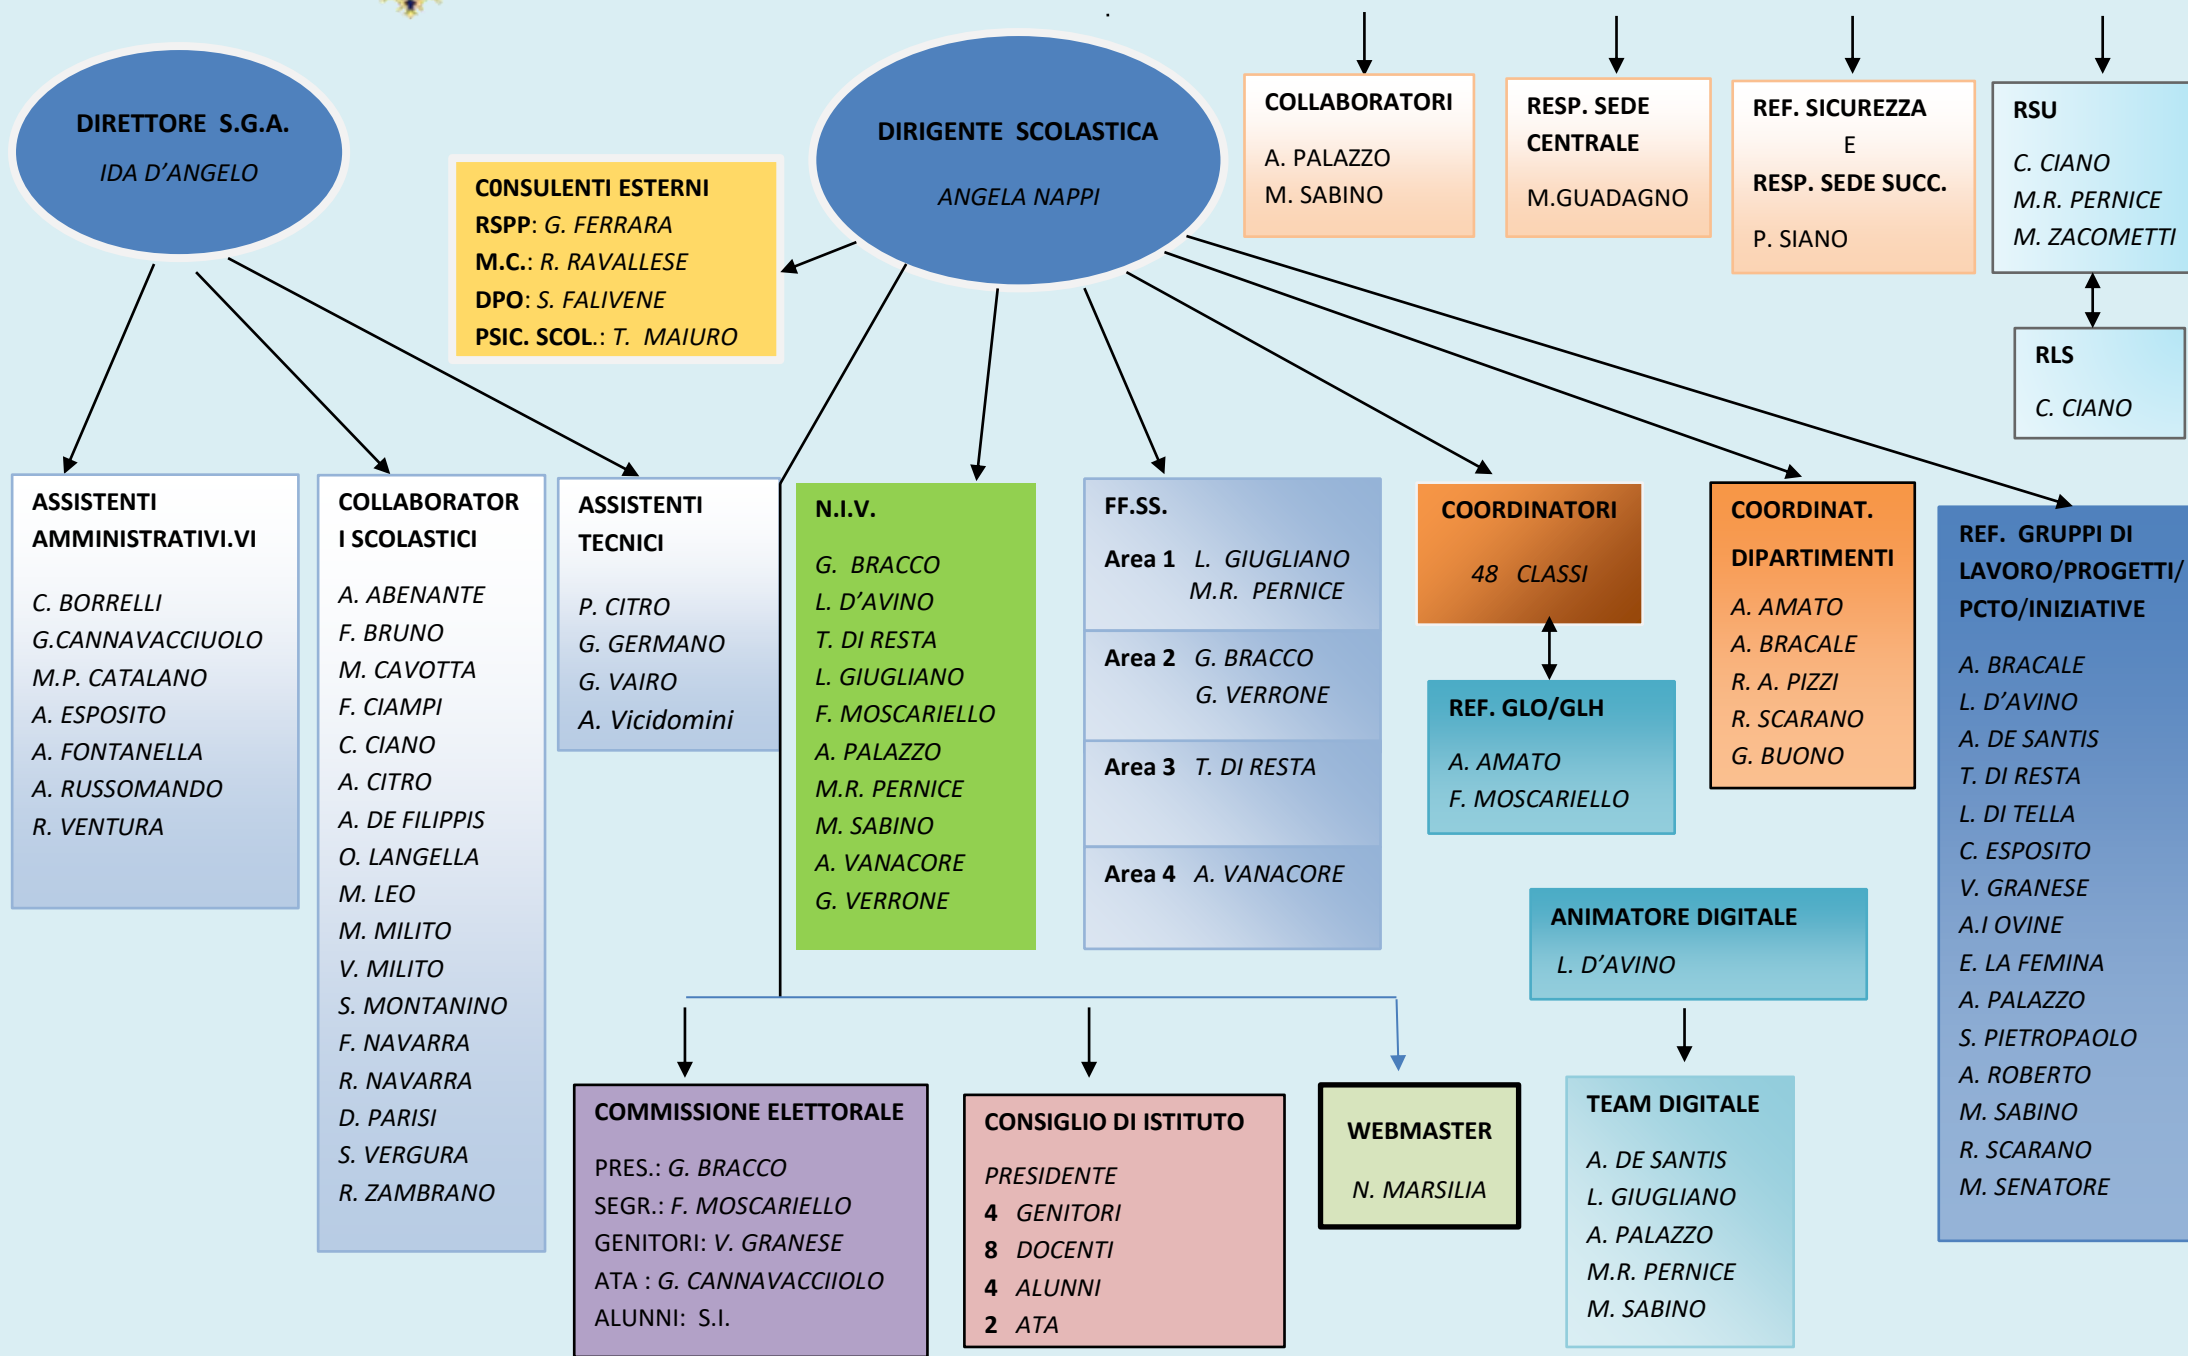 DIRETTORE S.G.A.
IDA D'ANGELO
C0NSULENTI ESTERNI
RSPP: G. FERRARA
M.C.: R. RAVALLESE
DPO: S. FALIVENE
PSIC. SCOL.: T. MAIURO
DIRIGENTE SCOLASTICA
ANGELA NAPPI
COLLABORATORI
A. PALAZZO
M. SABINO
RESP. SEDE
CENTRALE
M.GUADAGNO
REF. SICUREZZA
E
RESP. SEDE SUCC.
P. SIANO
RSU
C. CIANO
M.R. PERNICE
M. ZACOMETTI
RLS
C. CIANO
ASSISTENTI
AMMINISTRATIVI.VI
C. BORRELLI
G.CANNAVACCIUOLO
M.P. CATALANO
A. ESPOSITO
A. FONTANELLA
A. RUSSOMANDO
R. VENTURA
COLLABORATOR
I SCOLASTICI
A. ABENANTE
F. BRUNO
M. CAVOTTA
F. CIAMPI
C. CIANO
A. CITRO
A. DE FILIPPIS
O. LANGELLA
M. LEO
M. MILITO
V. MILITO
S. MONTANINO
F. NAVARRA
R. NAVARRA
D. PARISI
S. VERGURA
R. ZAMBRANO
ASSISTENTI
TECNICI
P. CITRO
G. GERMANO
G. VAIRO
A. Vicidomini
N.I.V.
G. BRACCO
L. D'AVINO
T. DI RESTA
L. GIUGLIANO
F. MOSCARIELLO
A. PALAZZO
M.R. PERNICE
M. SABINO
A. VANACORE
G. VERRONE
FF.SS.
Area 1 L. GIUGLIANO
M.R. PERNICE
Area 2 G. BRACCO
G. VERRONE
Area 3 T. DI RESTA
Area 4 A. VANACORE
COORDINATORI
48 CLASSI
REF. GLO/GLH
A. AMATO
F. MOSCARIELLO
COORDINAT.
DIPARTIMENTI
A. AMATO
A. BRACALE
R. A. PIZZI
R. SCARANO
G. BUONO
REF. GRUPPI DI
LAVORO/PROGETTI/
PCTO/INIZIATIVE
A. BRACALE
L. D'AVINO
A. DE SANTIS
T. DI RESTA
L. DI TELLA
C. ESPOSITO
V. GRANESE
A.I OVINE
E. LA FEMINA
A. PALAZZO
S. PIETROPAOLO
A. ROBERTO
M. SABINO
R. SCARANO
M. SENATORE
ANIMATORE DIGITALE
L. D'AVINO
COMMISSIONE ELETTORALE
PRES.: G. BRACCO
SEGR.: F. MOSCARIELLO
GENITORI: V. GRANESE
ATA : G. CANNAVACCIIOLO
ALUNNI: S.I.
CONSIGLIO DI ISTITUTO
PRESIDENTE
4 GENITORI
8 DOCENTI
4 ALUNNI
2 ATA
WEBMASTER
N. MARSILIA
TEAM DIGITALE
A. DE SANTIS
L. GIUGLIANO
A. PALAZZO
M.R. PERNICE
M. SABINO